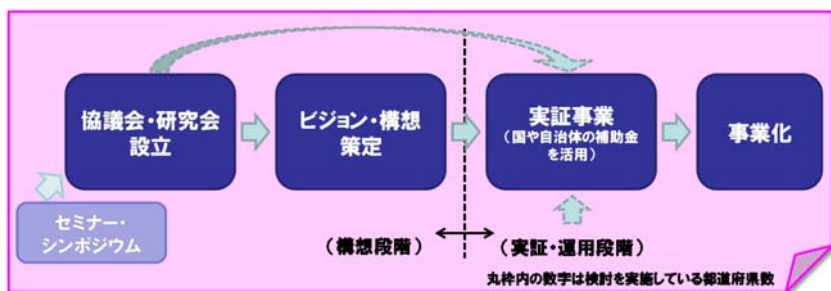 協議会・研究会
設立
ビジョン・構想
策定
実証事業
（国や自治体の補助金
を活用）
事業化
セミナー・
シンポジウム
（構想段階）
（実証・運用段階）
丸枠内の数字は検討を実施している都道府県数